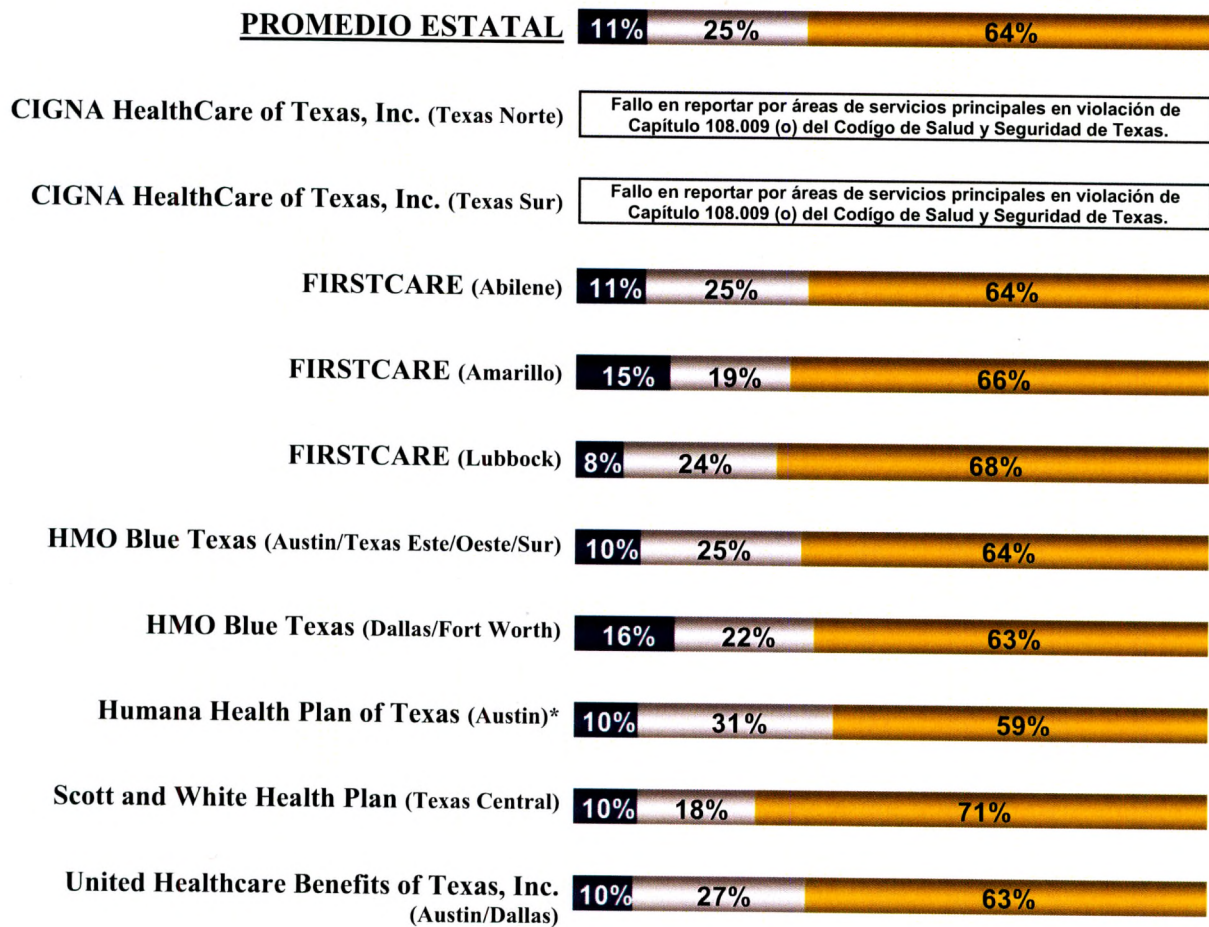 PROMEDIO ESTATAL 11% 25% 64%
CIGNA HealthCare of Texas, Inc. (Texas Norte) Fallo en reportar por áreas de servicios principales en violación de
Capítulo 108.009 (o) del Codígo de Salud y Seguridad de Texas.
CIGNA HealthCare of Texas, Inc. (Texas Sur) Fallo en reportar por áreas de servicios principales en violación de
Capítulo 108.009 (o) del Codígo de Salud y Seguridad de Texas.
FIRSTCARE (Abilene) 11% 25% 64%
FIRSTCARE (Amarillo) 15% 19% 66%
FIRSTCARE (Lubbock) 8% 24% 68%
HMO Blue Texas (Austin/Texas Este/Oeste/Sur) 10% 25% 64%
HMO Blue Texas (Dallas/Fort Worth) 16% 22% 63%
Humana Health Plan of Texas (Austin)* 10% 31% 59%
Scott and White Health Plan (Texas Central) 10% 18% 71%
United Healthcare Benefits of Texas, Inc. 10% 27% 63%
(Austin/Dallas)